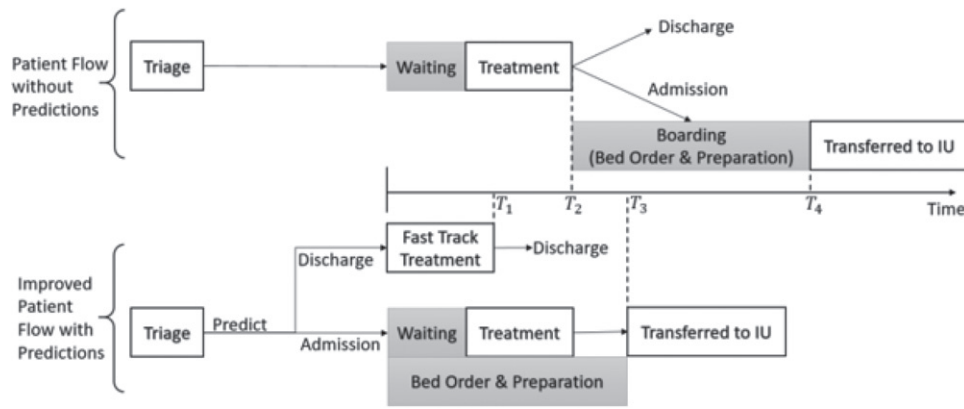 Patient Flow
without
Predictions
Triage
Waiting
Treatment
Discharge
Admission
Boarding
(Bed Order & Preparation)
Transferred to IU
T₁
T₂
T₃
T₄
Time
Improved
Patient
Flow with
Predictions
Triage
Predict
Discharge
Fast Track
Treatment
Discharge
Admission
Waiting
Treatment
Transferred to IU
Bed Order & Preparation